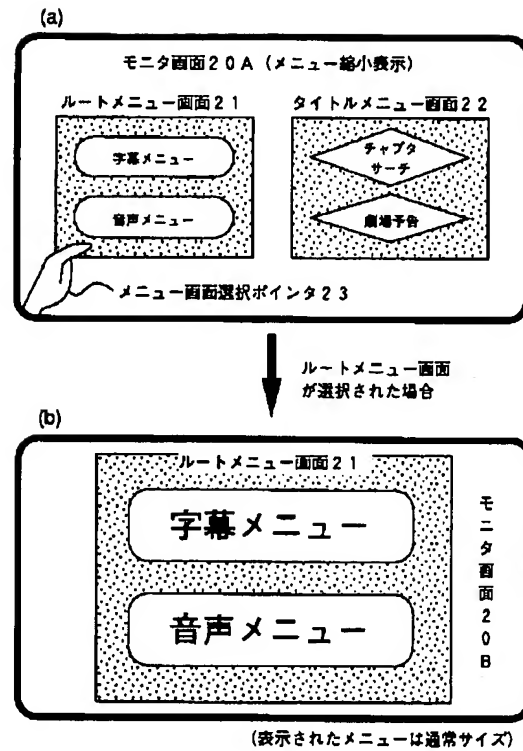 (a)
モニタ画面20A(メニュー縮小表示)
ルートメニュー画面21
タイトルメニュー画面22
字幕メニュー
音声メニュー
チャプタ
サーチ
劇場予告
メニュー画面選択ポインタ23
ルートメニュー画面
が選択された場合
(b)
ルートメニュー画面21
字幕メニュー
音声メニュー
モニタ画面20B
(表示されたメニューは通常サイズ)